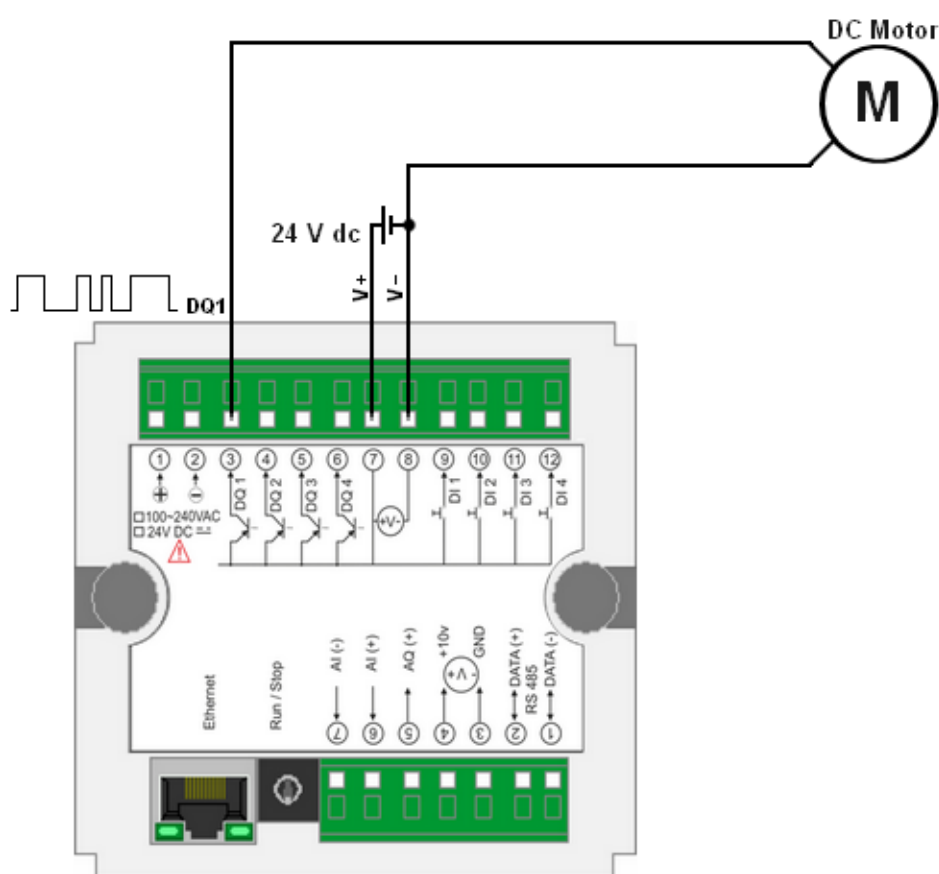 DC Motor
M
24 V dc
V+
V-
DQ1
1 2 3 4 5 6 7 8 9 10 11 12
DQ 1
DQ 2
DQ 3
DQ 4
+V-
DI 1
DI 2
DI 3
DI 4
100~240VAC
24V DC
Ethernet
Run / Stop
AI (-)
AI (+)
AQ (+)
+10v
+V-
GND
DATA (+)
RS 485
DATA (-)
7 6 5 4 3 2 1